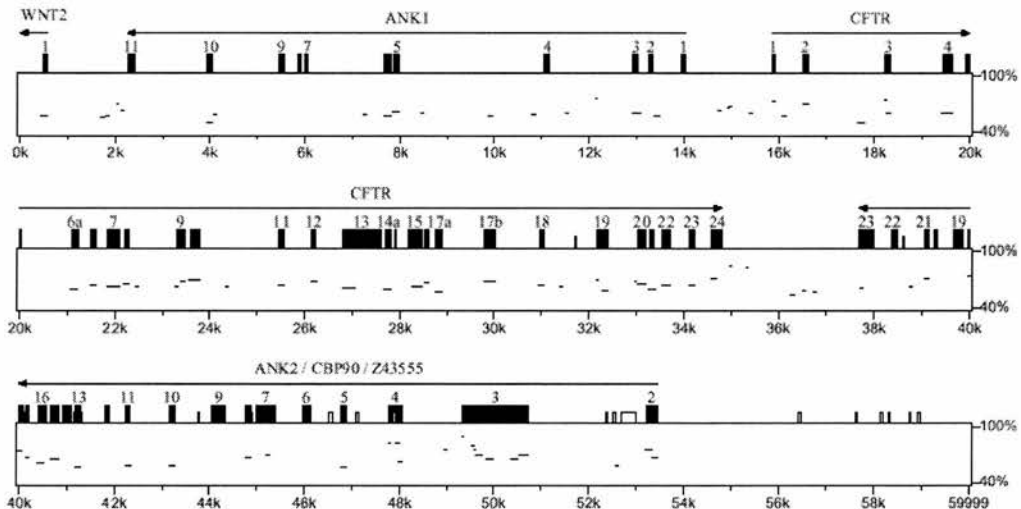 WNT2 ANK1 CFTR
1 11 10 9 7 5 4 3 2 1 1 2 3 4
100%
40%
0k 2k 4k 6k 8k 10k 12k 14k 16k 18k 20k
CFTR
6a 7 9 11 12 13 14a 15 17a 17b 18 19 20 22 23 24 23 22 21 19
100%
40%
20k 22k 24k 26k 28k 30k 32k 34k 36k 38k 40k
ANK2 / CBP90 / Z43555
16 13 11 10 9 7 6 5 4 3 2
100%
40%
40k 42k 44k 46k 48k 50k 52k 54k 56k 58k 59999